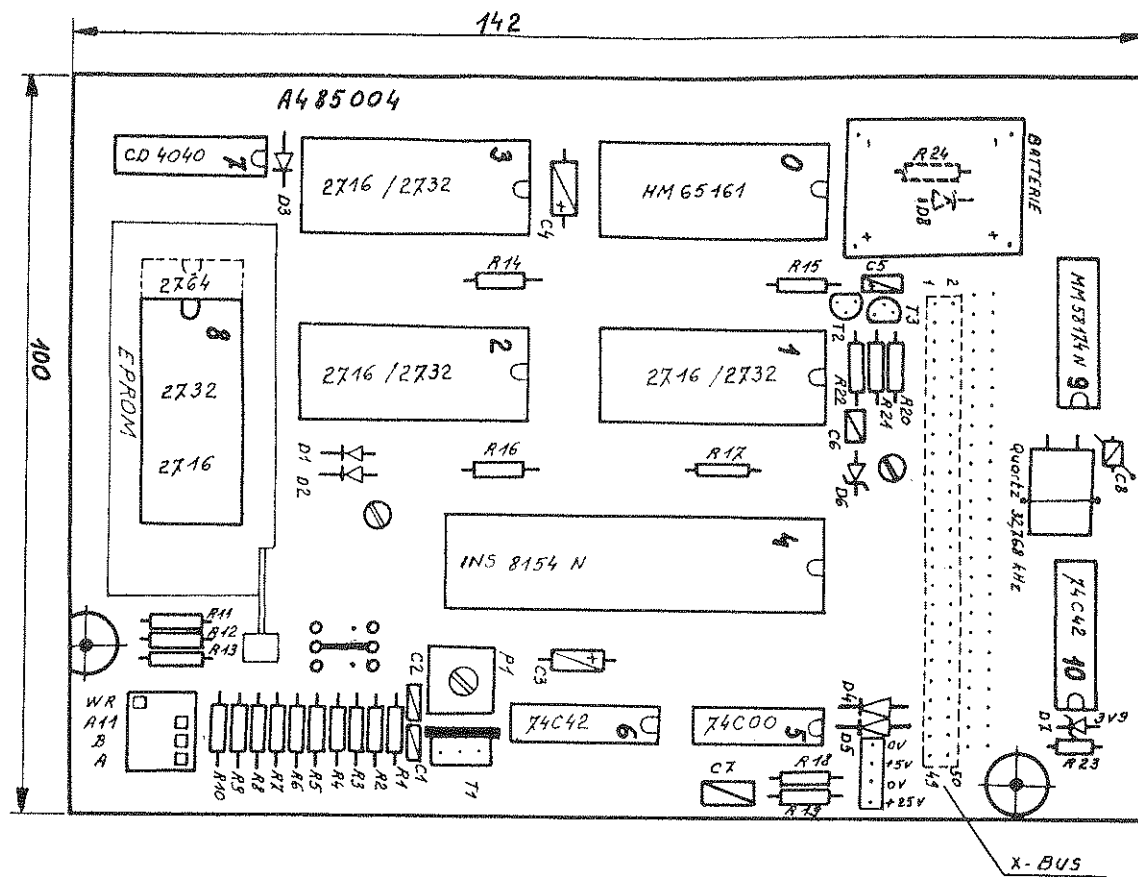 142
A485004
100
CD 4040
7
D3
2716/2732
3
C4
HM 65161
0
R24
D8
BATTERIE
2764
8
2732
2716
EPROM
R14
R15
C5
T2
T3
1
2
MM58174N
9
2716/2732
2
2716/2732
1
R22
R21
R20
C6
D6
D1
D2
R16
R17
Quartz 32,768 kHz
C8
INS 8154 N
4
74C42
10
R11
R12
R13
WR
A11
B
A
R10
R9
R8
R7
R6
R5
R4
R3
R2
R1
C2
C1
P1
T1
C3
74C42
6
74C00
5
D4
D5
0V
+5V
0V
+25V
C7
R18
R19
49
50
D7
3V9
R23
X-BUS